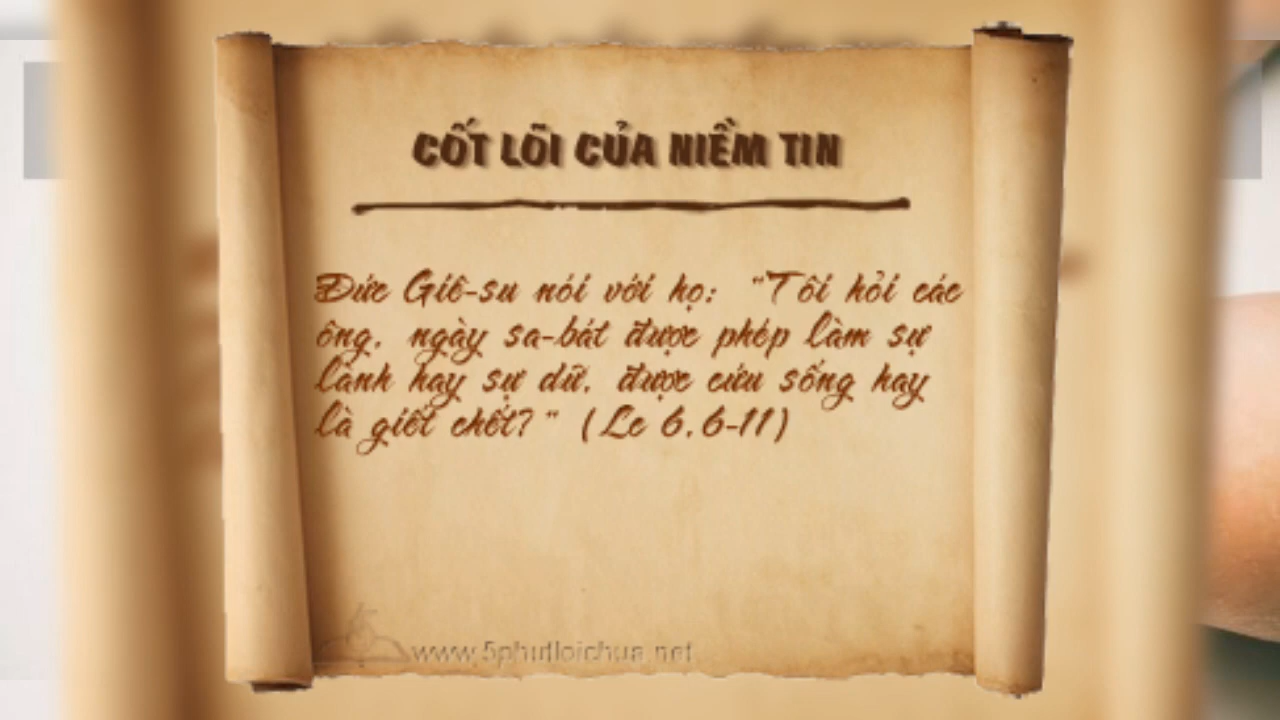 CỐT LÕI CỦA NIỀM TIN
Đức Giê-su nói với họ: "Tôi hỏi các
ông, ngày sa-bát được phép làm sự
lành hay sự dữ, được cứu sống hay
là giết chết?" (Lc 6,6-11)
www.5phutloichua.net